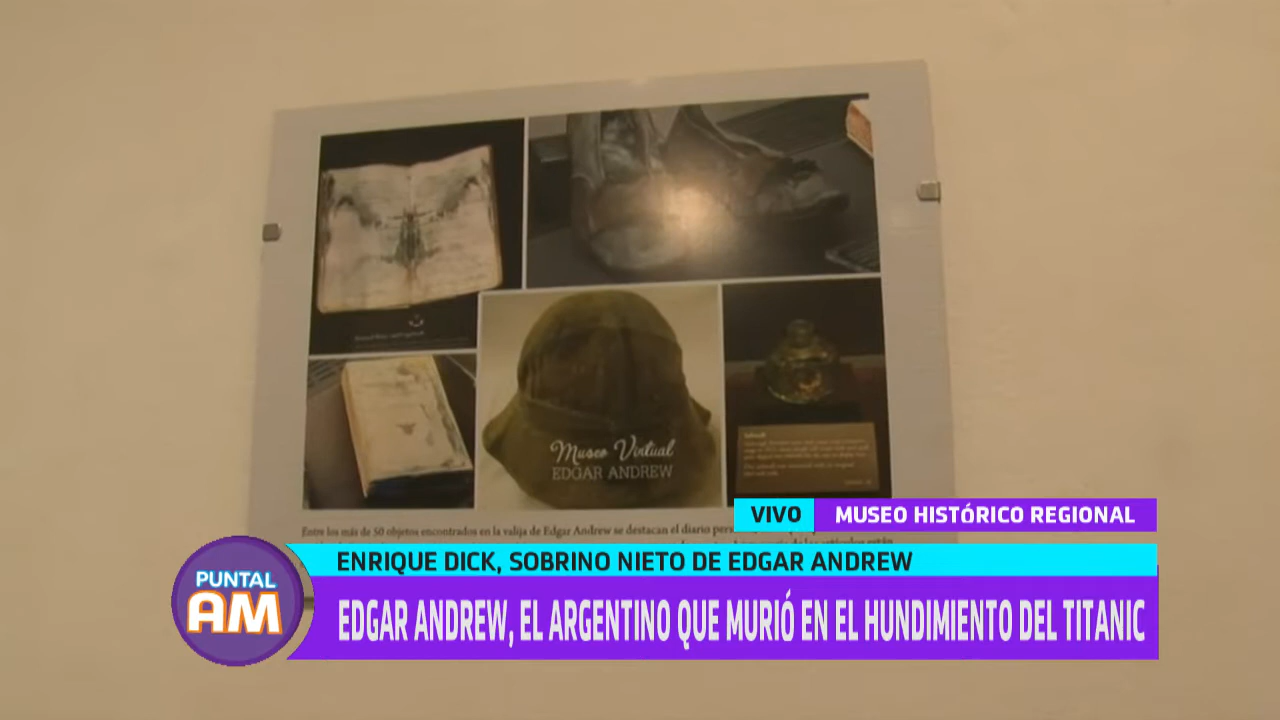 Museo Virtual
EDGAR ANDREW
Entre los más de 50 objetos encontrados en la valija de Edgar Andrew se destacan el diario
VIVO
MUSEO HISTÓRICO REGIONAL
ENRIQUE DICK, SOBRINO NIETO DE EDGAR ANDREW
PUNTAL
AM
EDGAR ANDREW, EL ARGENTINO QUE MURIÓ EN EL HUNDIMIENTO DEL TITANIC